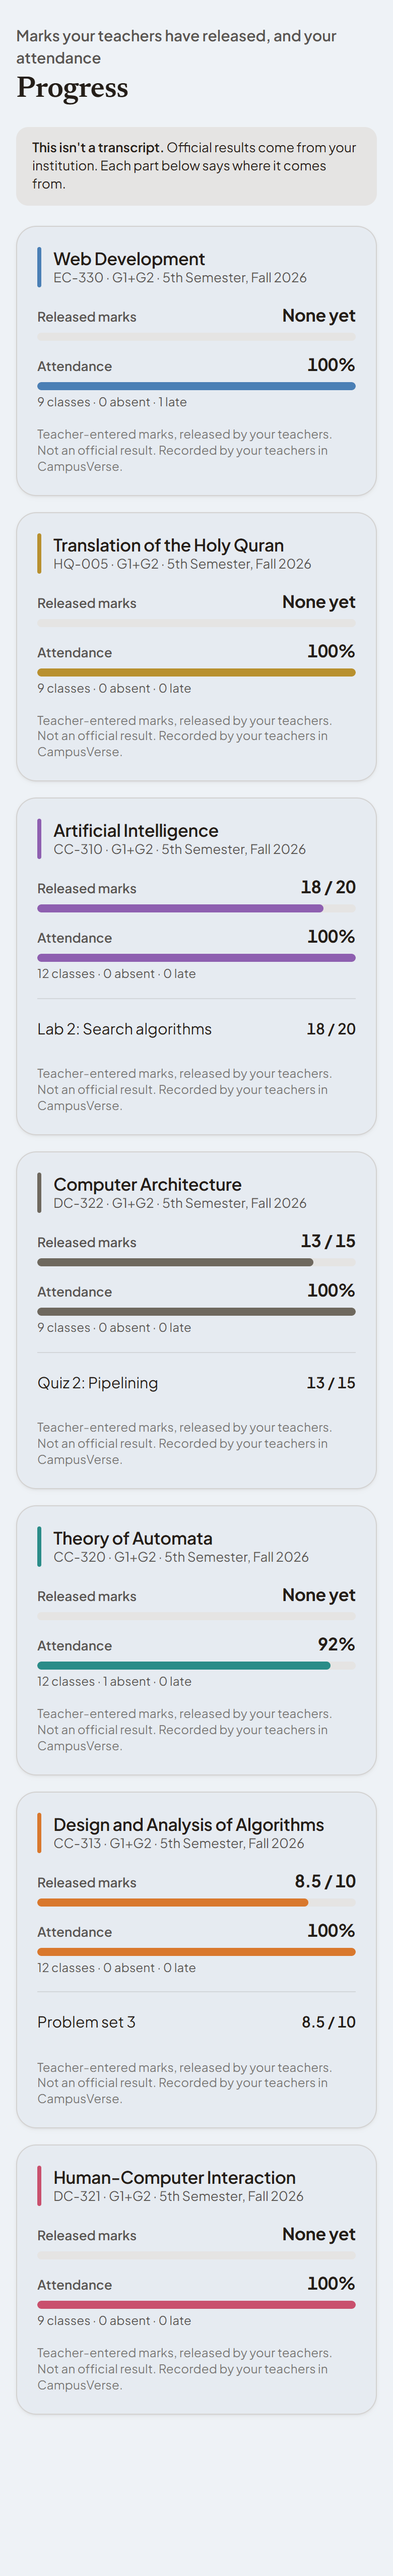 Marks your teachers have released, and your
attendance
Progress
This isn't a transcript. Official results come from your
institution. Each part below says where it comes
from.
Web Development
EC-330 · G1+G2 · 5th Semester, Fall 2026
Released marks None yet
Attendance 100%
9 classes · 0 absent · 1 late
Teacher-entered marks, released by your teachers.
Not an official result. Recorded by your teachers in
CampusVerse.
Translation of the Holy Quran
HQ-005 · G1+G2 · 5th Semester, Fall 2026
Released marks None yet
Attendance 100%
9 classes · 0 absent · 0 late
Teacher-entered marks, released by your teachers.
Not an official result. Recorded by your teachers in
CampusVerse.
Artificial Intelligence
CC-310 · G1+G2 · 5th Semester, Fall 2026
Released marks 18 / 20
Attendance 100%
12 classes · 0 absent · 0 late
Lab 2: Search algorithms 18 / 20
Teacher-entered marks, released by your teachers.
Not an official result. Recorded by your teachers in
CampusVerse.
Computer Architecture
DC-322 · G1+G2 · 5th Semester, Fall 2026
Released marks 13 / 15
Attendance 100%
9 classes · 0 absent · 0 late
Quiz 2: Pipelining 13 / 15
Teacher-entered marks, released by your teachers.
Not an official result. Recorded by your teachers in
CampusVerse.
Theory of Automata
CC-320 · G1+G2 · 5th Semester, Fall 2026
Released marks None yet
Attendance 92%
12 classes · 1 absent · 0 late
Teacher-entered marks, released by your teachers.
Not an official result. Recorded by your teachers in
CampusVerse.
Design and Analysis of Algorithms
CC-313 · G1+G2 · 5th Semester, Fall 2026
Released marks 8.5 / 10
Attendance 100%
12 classes · 0 absent · 0 late
Problem set 3 8.5 / 10
Teacher-entered marks, released by your teachers.
Not an official result. Recorded by your teachers in
CampusVerse.
Human-Computer Interaction
DC-321 · G1+G2 · 5th Semester, Fall 2026
Released marks None yet
Attendance 100%
9 classes · 0 absent · 0 late
Teacher-entered marks, released by your teachers.
Not an official result. Recorded by your teachers in
CampusVerse.